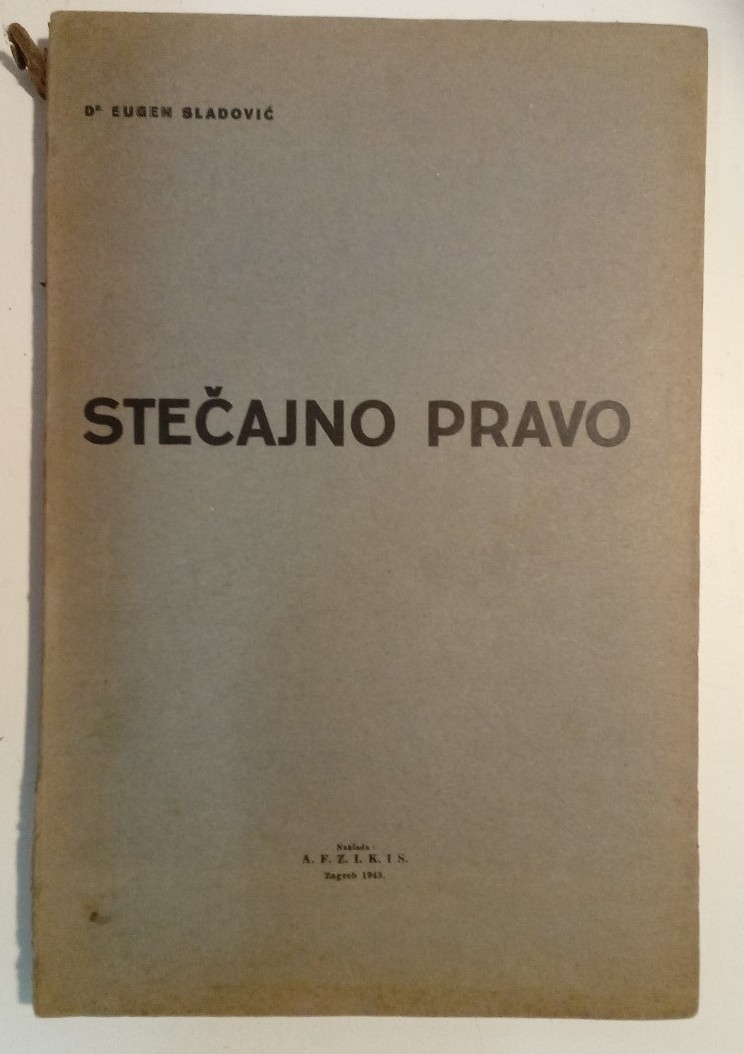 Dr. EUGEN SLADOVIĆ
STEČAJNO PRAVO
Naklada :
A. F. Z. I. K. I S.
Zagreb 1943.